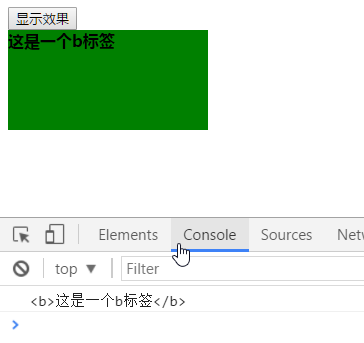 显示效果
这是一个b标签
Elements Console Sources Net
top ▼ Filter
<b>这是一个b标签</b>